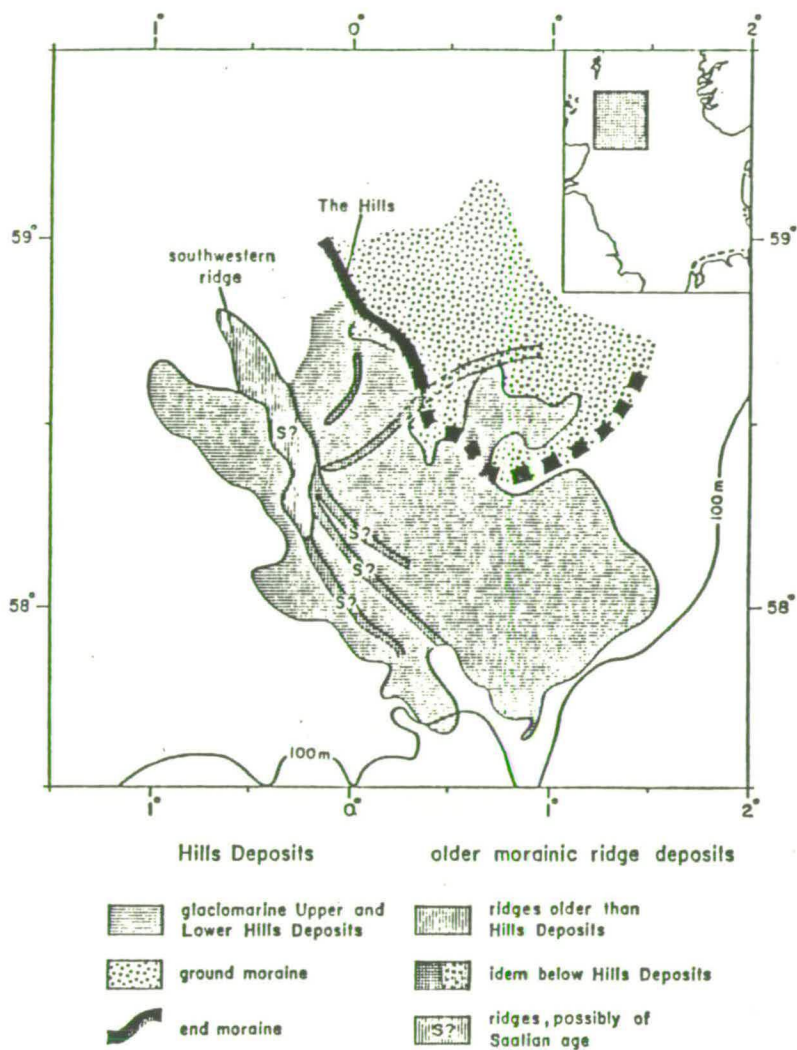 1° 0° 1° 2°
59° 59°
The Hills
southwestern
ridge
S?
S?
S?
S?
100m
58° 58°
100m
1° 0° 1° 2°
Hills Deposits
glaciomarine Upper and
Lower Hills Deposits
ground moraine
end moraine
older morainic ridge deposits
ridges older than
Hills Deposits
idem below Hills Deposits
S?
ridges, possibly of
Saalian age